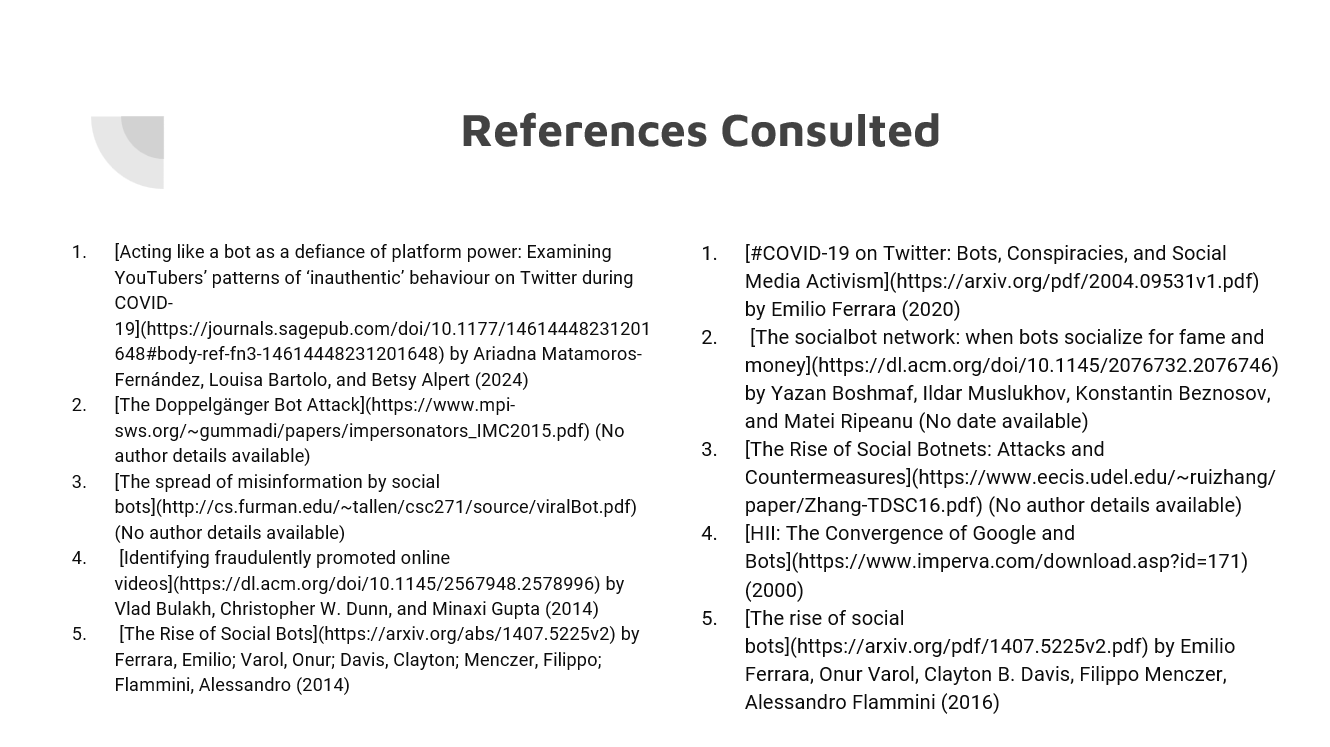 References Consulted
1. [Acting like a bot as a defiance of platform power: Examining
YouTubers’ patterns of ‘inauthentic’ behaviour on Twitter during
COVID-
19](https://journals.sagepub.com/doi/10.1177/14614448231201
648#body-ref-fn3-14614448231201648) by Ariadna Matamoros-
Fernández, Louisa Bartolo, and Betsy Alpert (2024)
2. [The Doppelgänger Bot Attack](https://www.mpi-
sws.org/~gummadi/papers/impersonators_IMC2015.pdf) (No
author details available)
3. [The spread of misinformation by social
bots](http://cs.furman.edu/~tallen/csc271/source/viralBot.pdf)
(No author details available)
4. [Identifying fraudulently promoted online
videos](https://dl.acm.org/doi/10.1145/2567948.2578996) by
Vlad Bulakh, Christopher W. Dunn, and Minaxi Gupta (2014)
5. [The Rise of Social Bots](https://arxiv.org/abs/1407.5225v2) by
Ferrara, Emilio; Varol, Onur; Davis, Clayton; Menczer, Filippo;
Flammini, Alessandro (2014)
1. [#COVID-19 on Twitter: Bots, Conspiracies, and Social
Media Activism](https://arxiv.org/pdf/2004.09531v1.pdf)
by Emilio Ferrara (2020)
2. [The socialbot network: when bots socialize for fame and
money](https://dl.acm.org/doi/10.1145/2076732.2076746)
by Yazan Boshmaf, Ildar Muslukhov, Konstantin Beznosov,
and Matei Ripeanu (No date available)
3. [The Rise of Social Botnets: Attacks and
Countermeasures](https://www.eecis.udel.edu/~ruizhang/
paper/Zhang-TDSC16.pdf) (No author details available)
4. [HII: The Convergence of Google and
Bots](https://www.imperva.com/download.asp?id=171)
(2000)
5. [The rise of social
bots](https://arxiv.org/pdf/1407.5225v2.pdf) by Emilio
Ferrara, Onur Varol, Clayton B. Davis, Filippo Menczer,
Alessandro Flammini (2016)